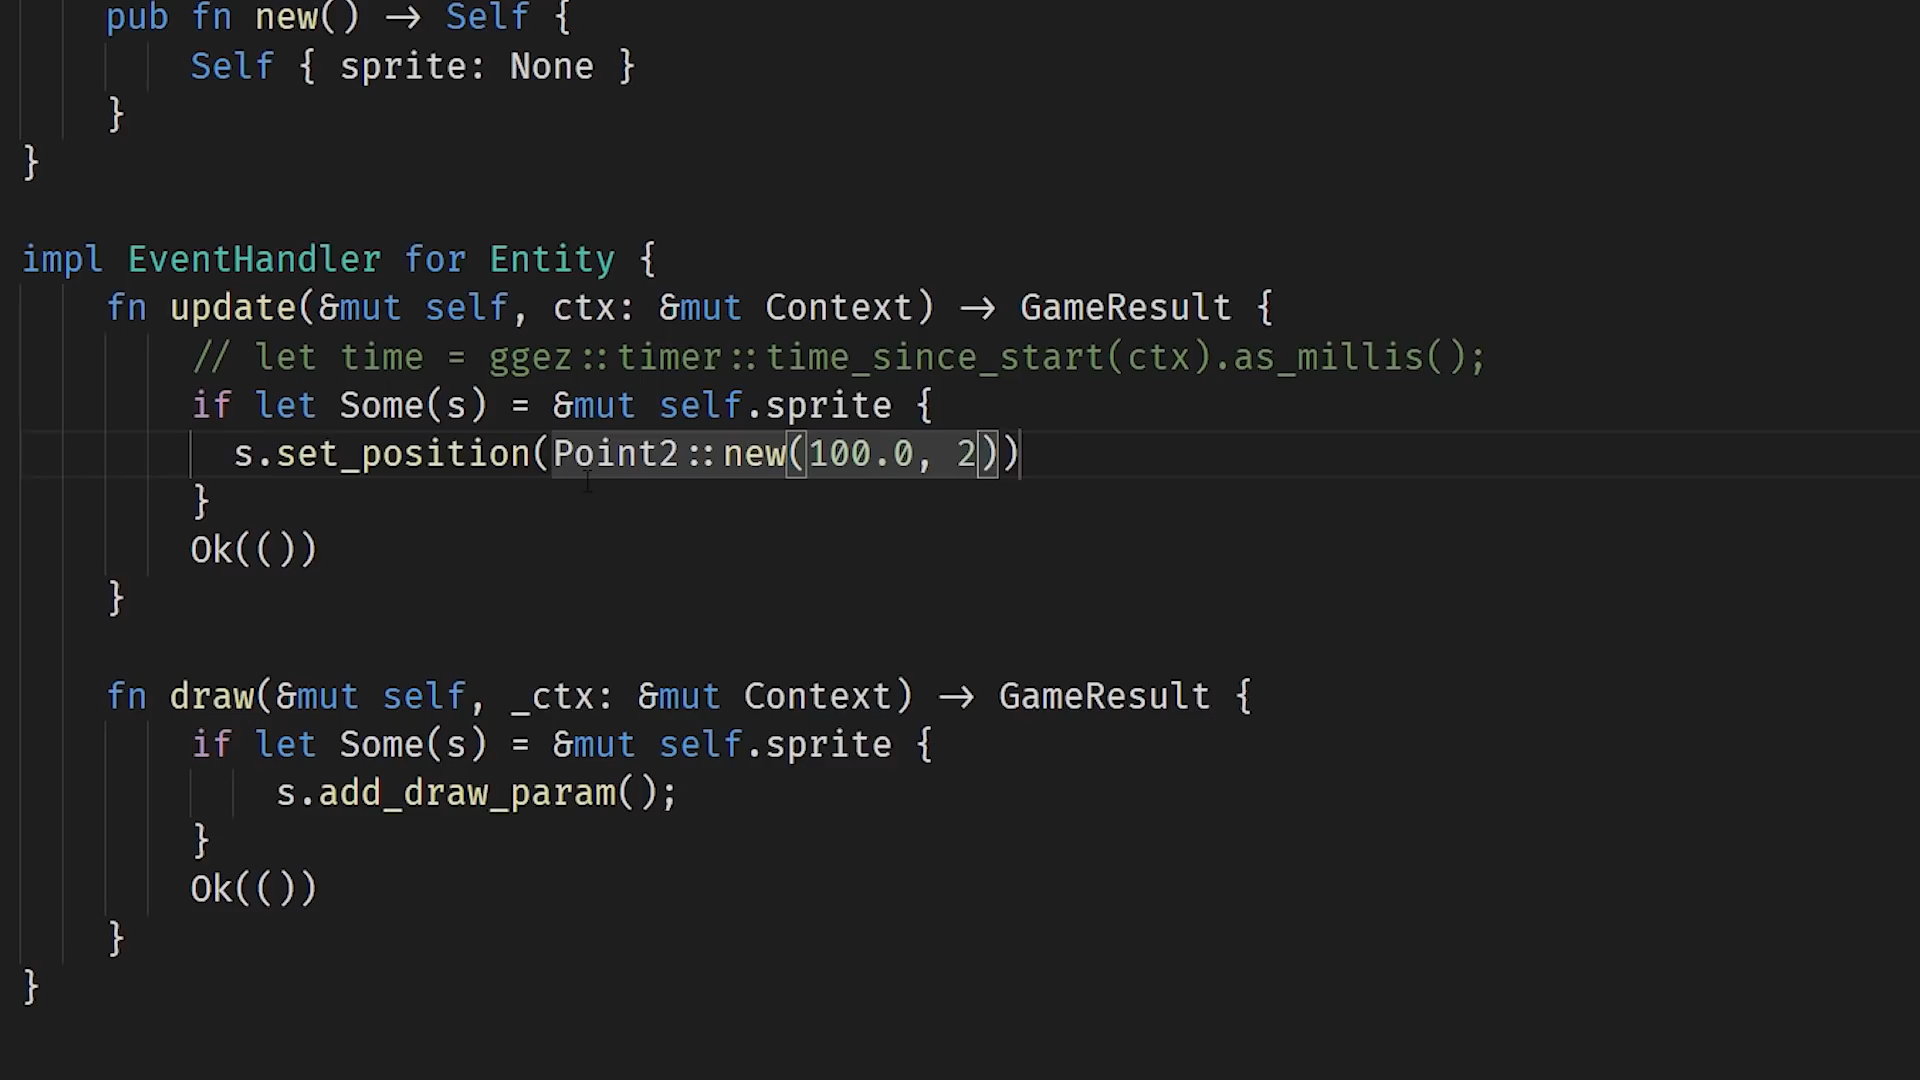 pub fn new() -> Self {
Self { sprite: None }
}
}
impl EventHandler for Entity {
fn update(&mut self, ctx: &mut Context) -> GameResult {
// let time = ggez::timer::time_since_start(ctx).as_millis();
if let Some(s) = &mut self.sprite {
s.set_position(Point2::new(100.0, 2))
}
Ok(())
}
fn draw(&mut self, _ctx: &mut Context) -> GameResult {
if let Some(s) = &mut self.sprite {
s.add_draw_param();
}
Ok(())
}
}